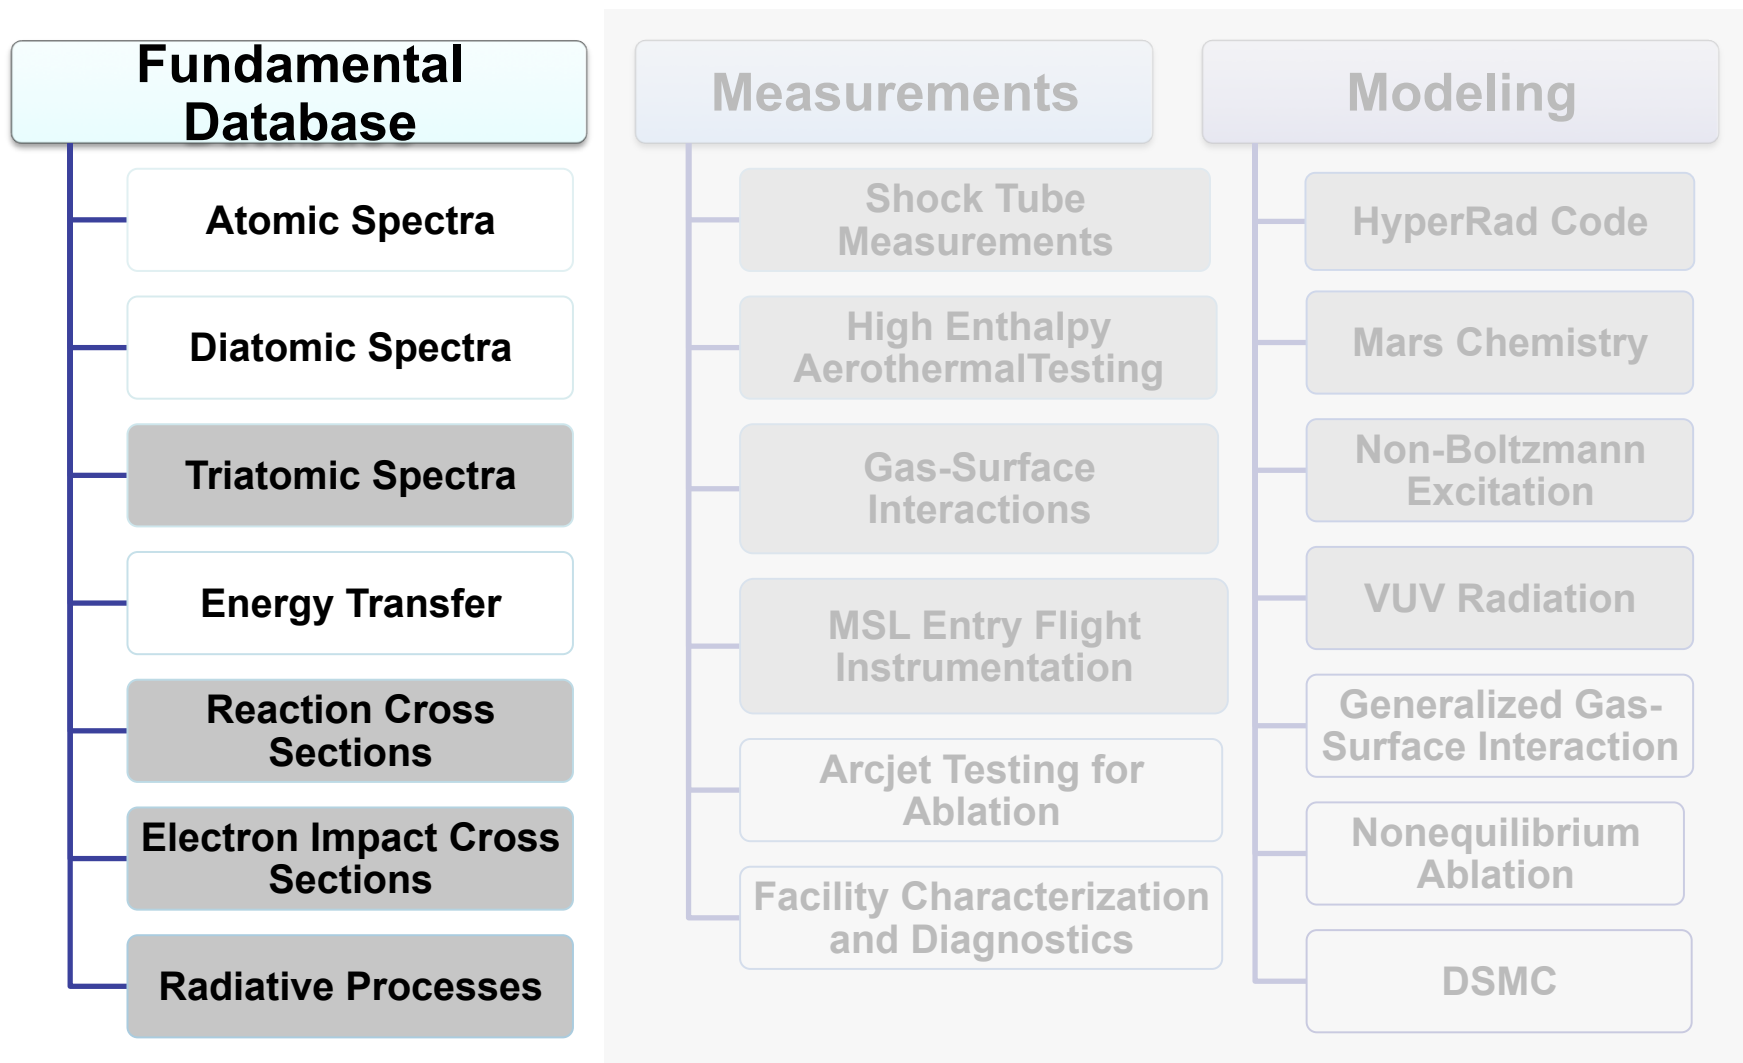 Fundamental
Database
Atomic Spectra
Diatomic Spectra
Triatomic Spectra
Energy Transfer
Reaction Cross
Sections
Electron Impact Cross
Sections
Radiative Processes
Measurements
Shock Tube
Measurements
High Enthalpy
AerothermalTesting
Gas-Surface
Interactions
MSL Entry Flight
Instrumentation
Arcjet Testing for
Ablation
Facility Characterization
and Diagnostics
Modeling
HyperRad Code
Mars Chemistry
Non-Boltzmann
Excitation
VUV Radiation
Generalized Gas-
Surface Interaction
Nonequilibrium
Ablation
DSMC